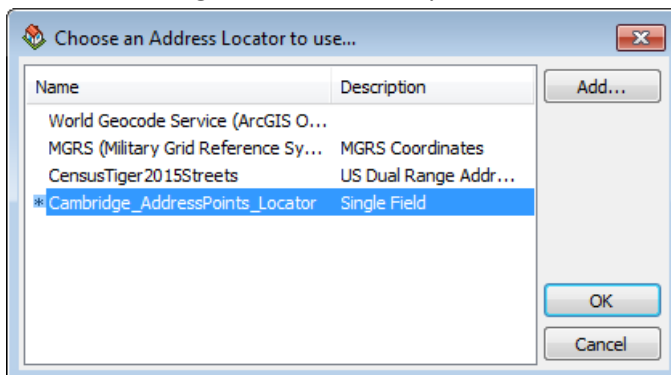 Choose an Address Locator to use...
Name Description Add...
World Geocode Service (ArcGIS O...
MGRS (Military Grid Reference Sy... MGRS Coordinates
CensusTiger2015Streets US Dual Range Addr...
* Cambridge_AddressPoints_Locator Single Field
OK
Cancel